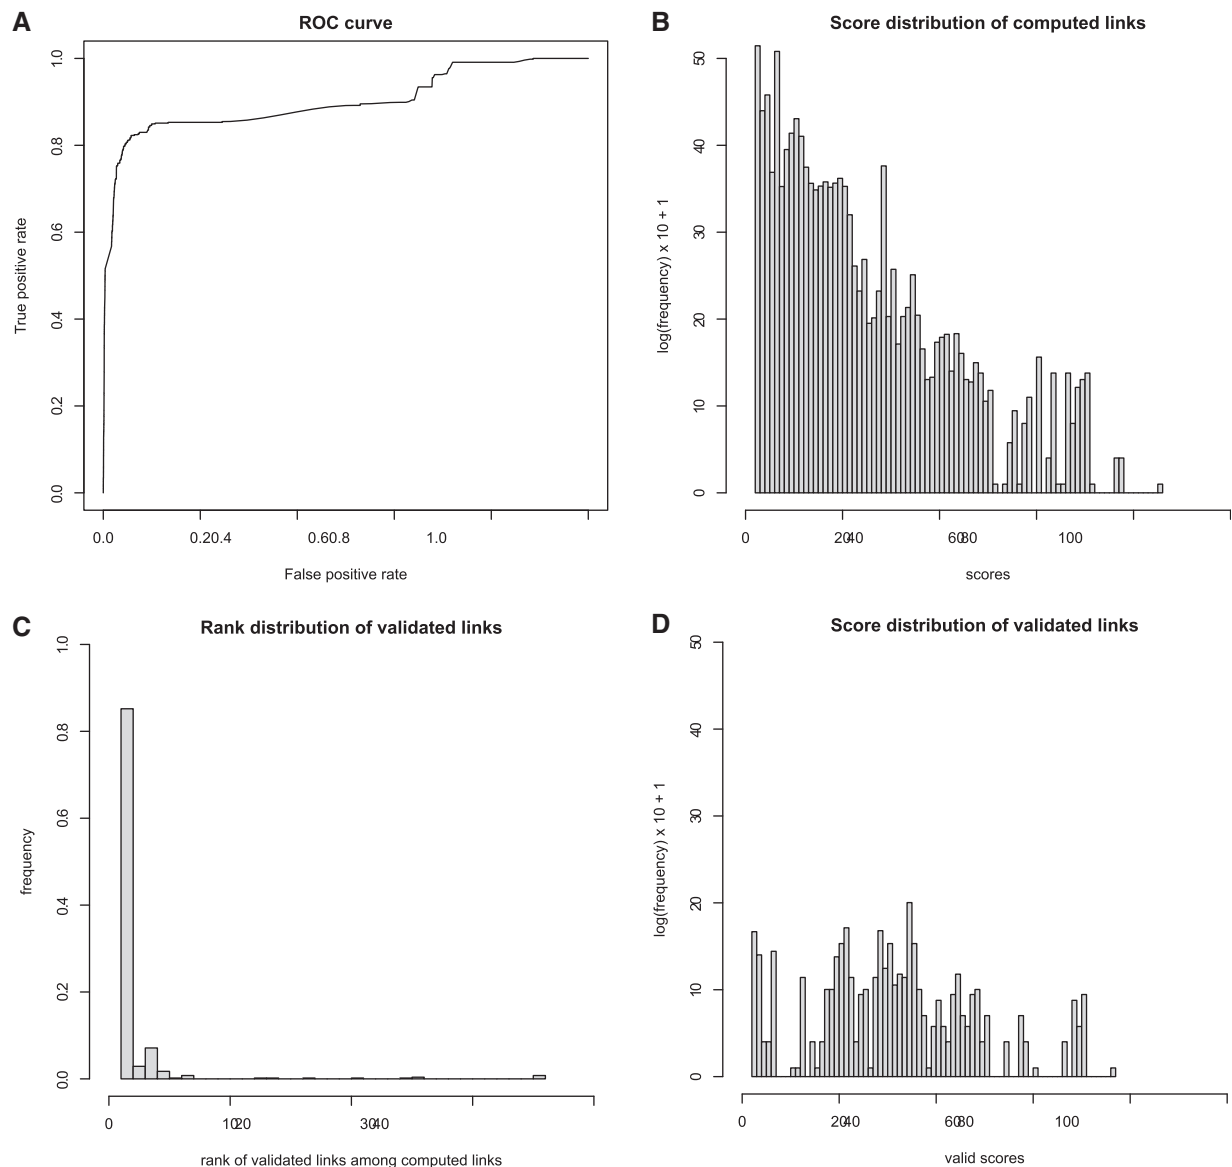 A
ROC curve
True positive rate
1.0
0.8
0.6
0.4
0.2
0.0
0.0 0.20.4 0.60.8 1.0
False positive rate
B
Score distribution of computed links
log(frequency) x 10 + 1
50
40
30
20
10
0
0 2040 6080 100
scores
C
Rank distribution of validated links
frequency
1.0
0.8
0.6
0.4
0.2
0.0
0 1020 3040
rank of validated links among computed links
D
Score distribution of validated links
log(frequency) x 10 + 1
50
40
30
20
10
0
0 2040 6080 100
valid scores